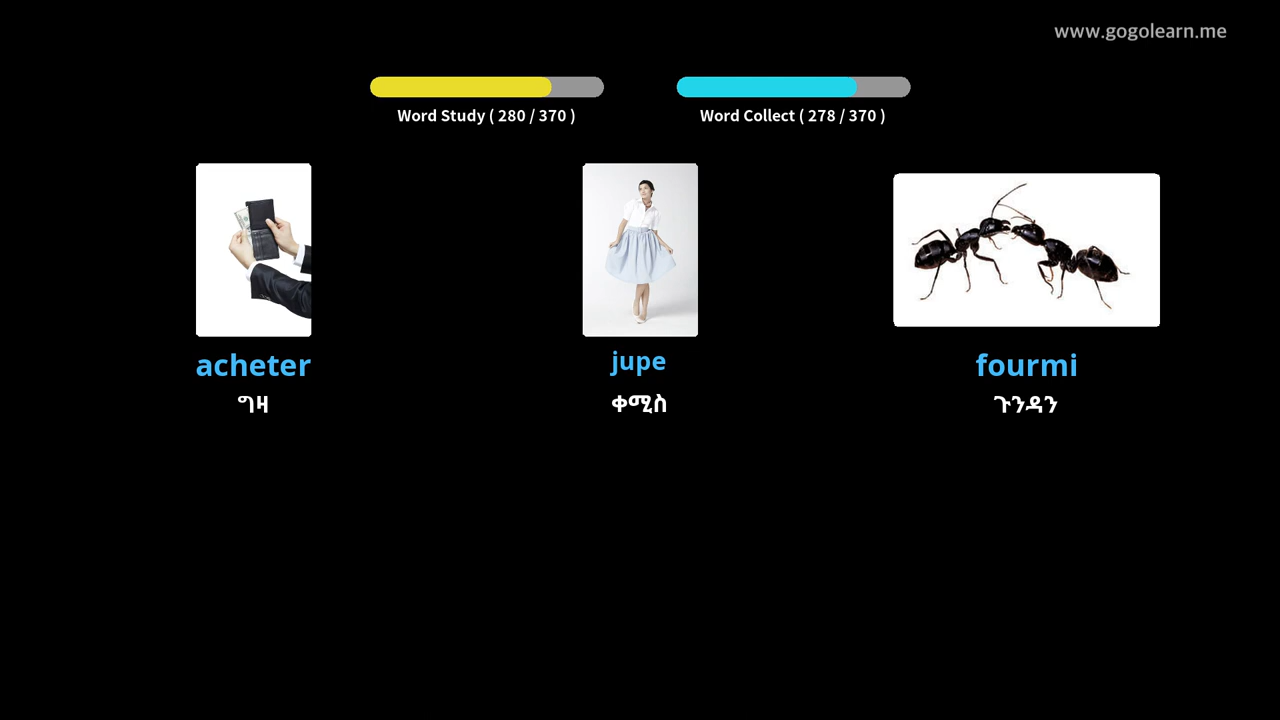 www.gogolearn.me
Word Study ( 280 / 370 )
Word Collect ( 278 / 370 )
acheter
jupe
fourmi
ግዛ
ቀሚስ
ጉንዳን